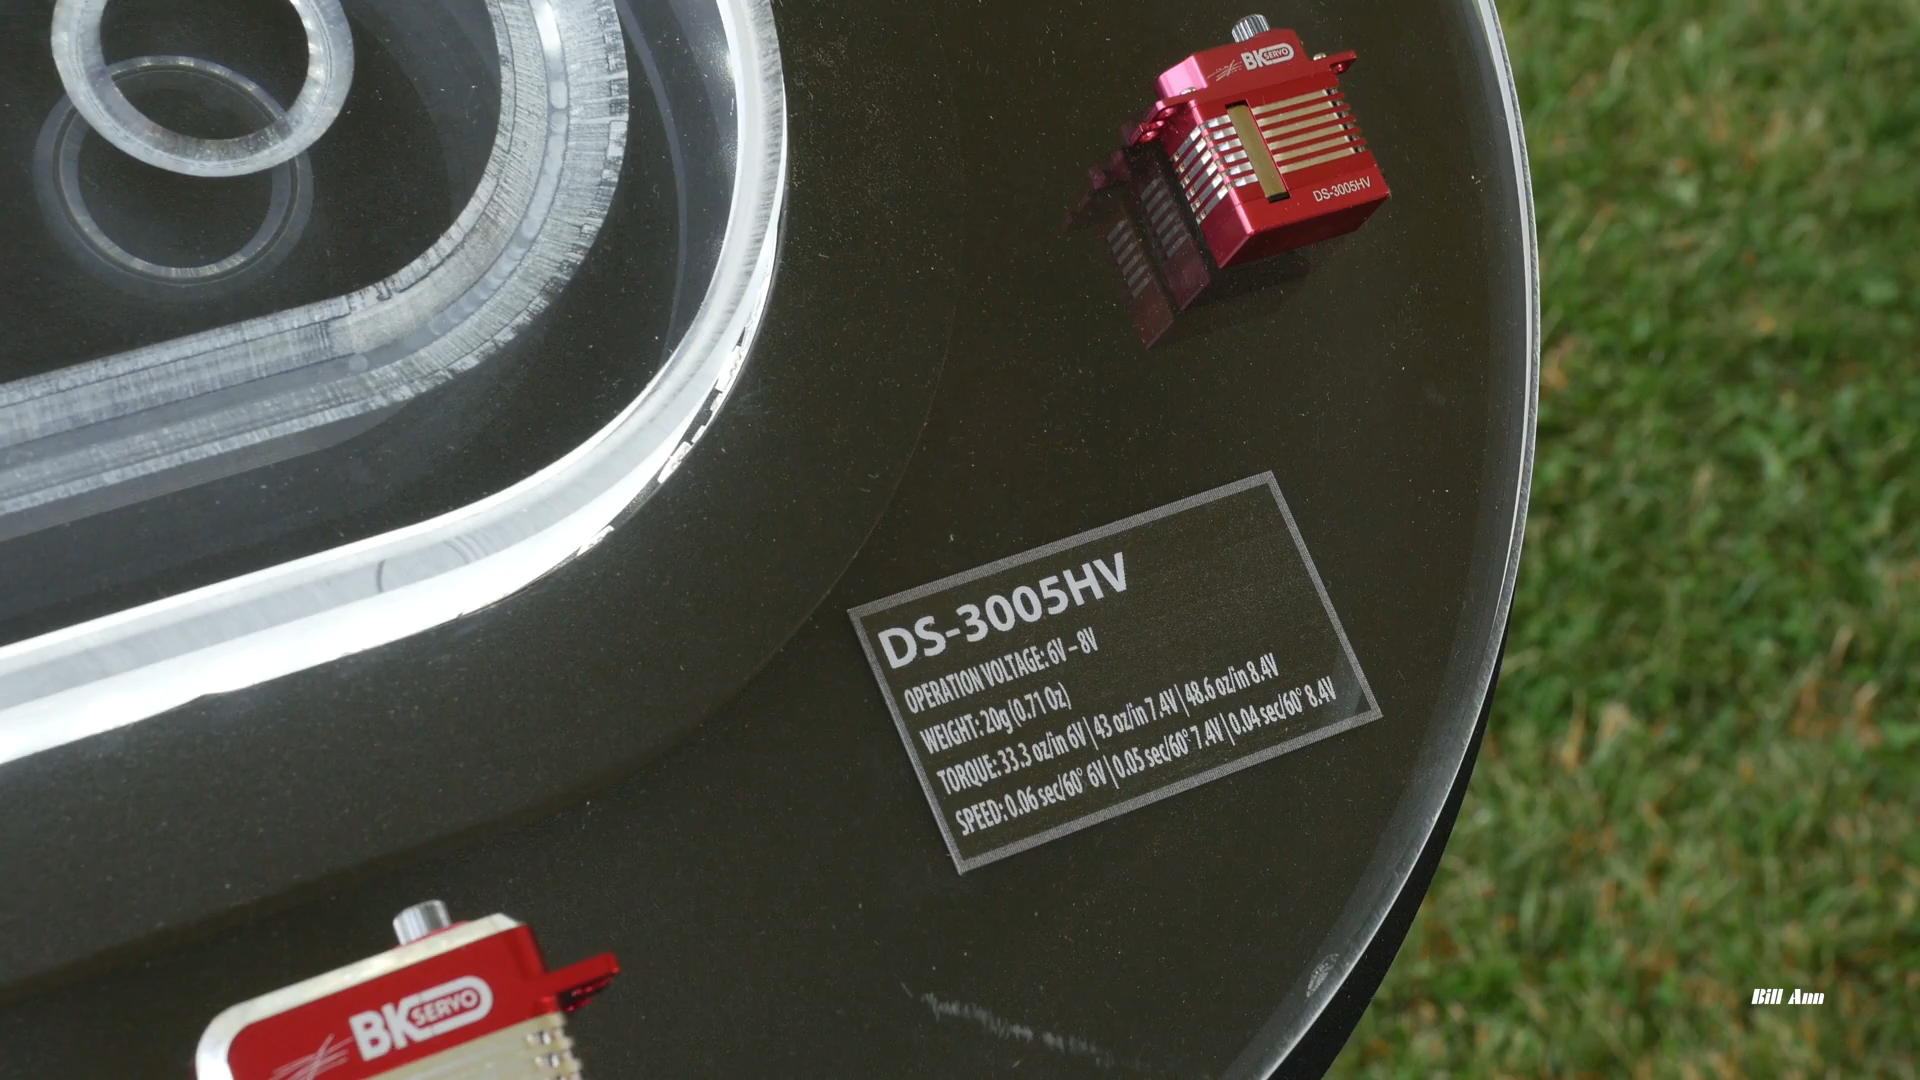 BK SERVO
DS-3005HV
DS-3005HV
OPERATION VOLTAGE: 6V – 8V
WEIGHT: 20g (0.71 Oz)
TORQUE: 33.3 oz/in 6V | 43 oz/in 7.4V | 48.6 oz/in 8.4V
SPEED: 0.06 sec/60° 6V | 0.05 sec/60° 7.4V | 0.04 sec/60° 8.4V
BK SERVO
Bill Ann